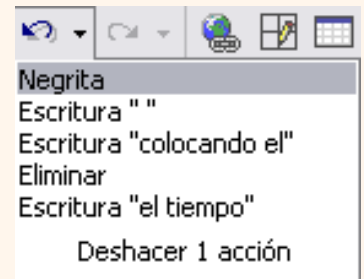 Negrita
Escritura " "
Escritura "colocando el"
Eliminar
Escritura "el tiempo"
Deshacer 1 acción